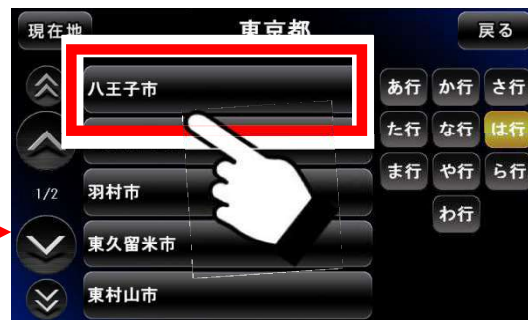 現在地
東京都
戻る
八王子市
羽村市
東久留米市
東村山市
1/2
あ行 か行 さ行
た行 な行 は行
ま行 や行 ら行
わ行